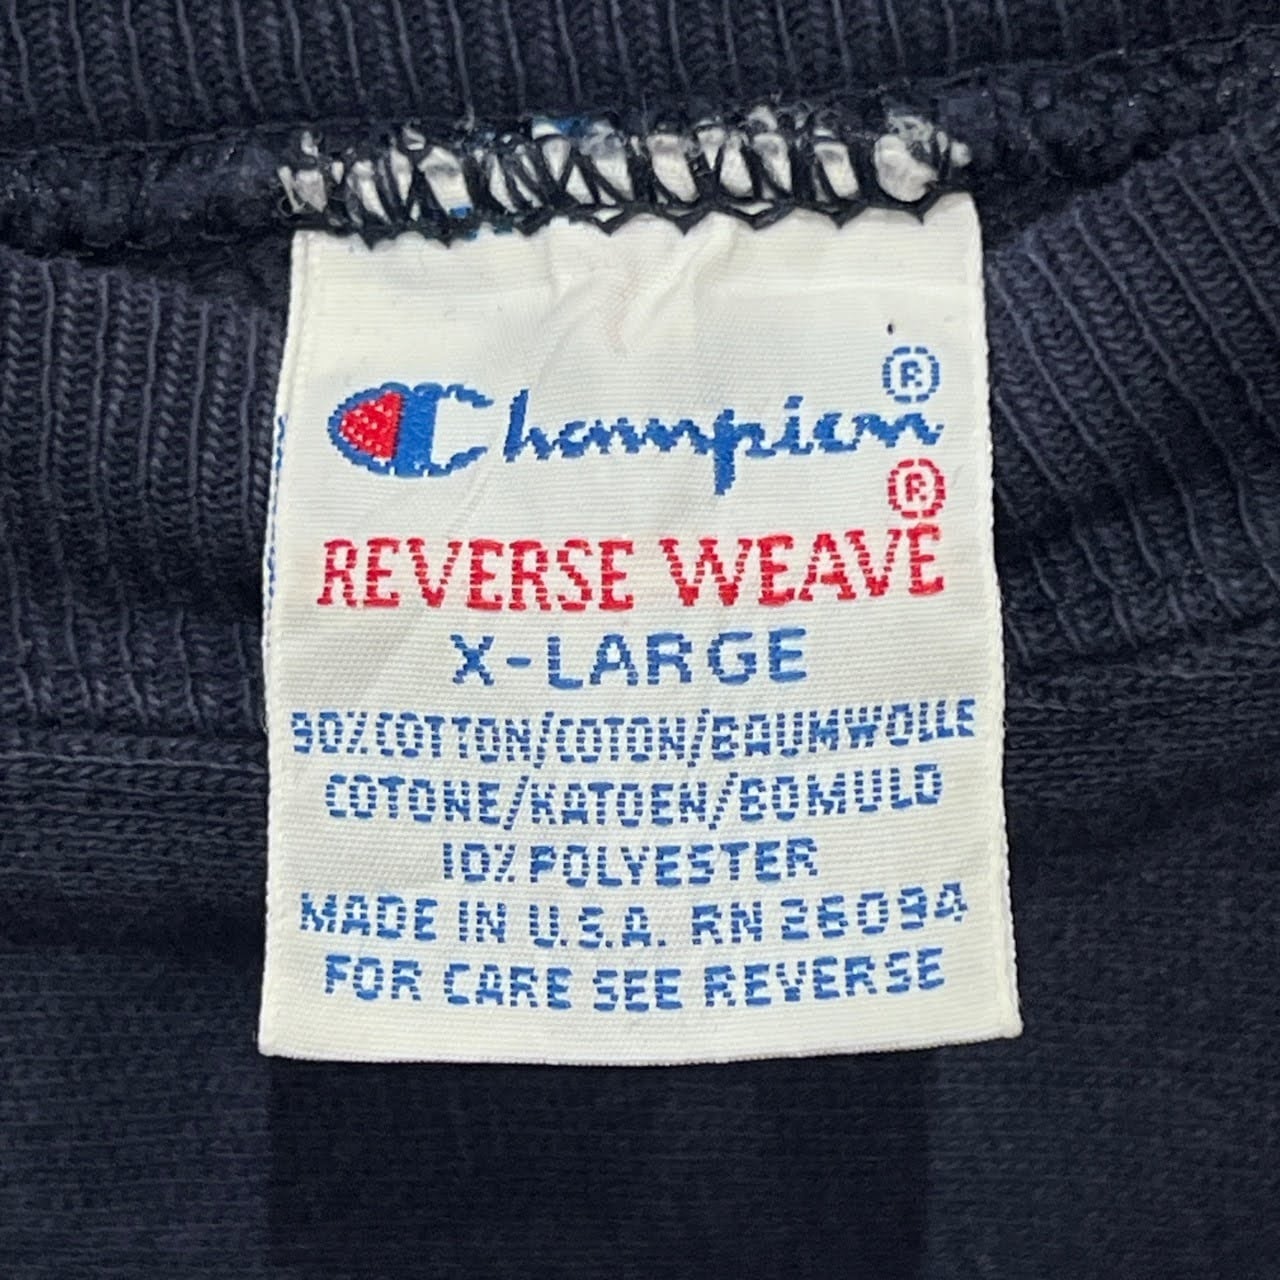 Champion®
REVERSE WEAVE®
X-LARGE
90% COTTON/COTON/BAUMWOLLE
COTONE/KATOEN/BOMULD
10% POLYESTER
MADE IN U.S.A. RN 26094
FOR CARE SEE REVERSE